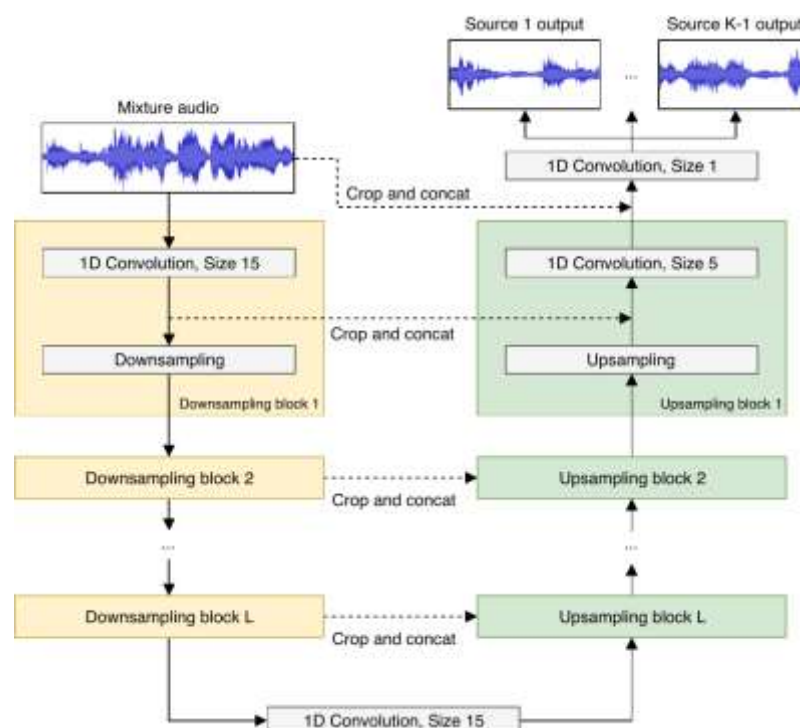 Source 1 output
Source K-1 output
...
Mixture audio
1D Convolution, Size 1
Crop and concat
1D Convolution, Size 15
1D Convolution, Size 5
Crop and concat
Downsampling
Upsampling
Downsampling block 1
Upsampling block 1
Downsampling block 2
Upsampling block 2
Crop and concat
...
...
Downsampling block L
Upsampling block L
Crop and concat
1D Convolution, Size 15